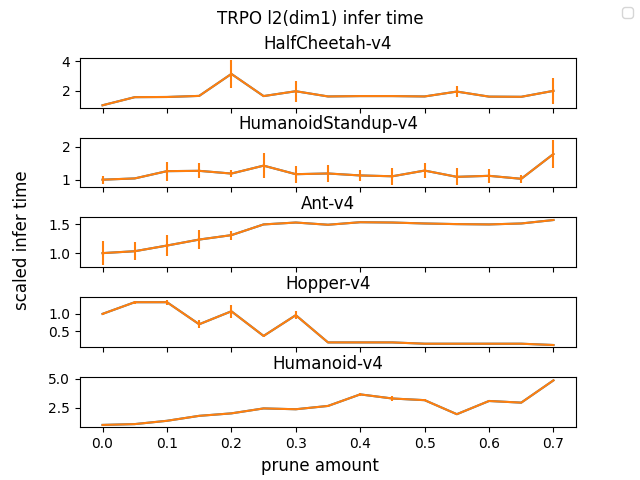 TRPO l2(dim1) infer time
HalfCheetah-v4
4
2
HumanoidStandup-v4
2
1
Ant-v4
1.5
1.0
Hopper-v4
1.0
0.5
Humanoid-v4
5.0
2.5
0.0 0.1 0.2 0.3 0.4 0.5 0.6 0.7
scaled infer time
prune amount